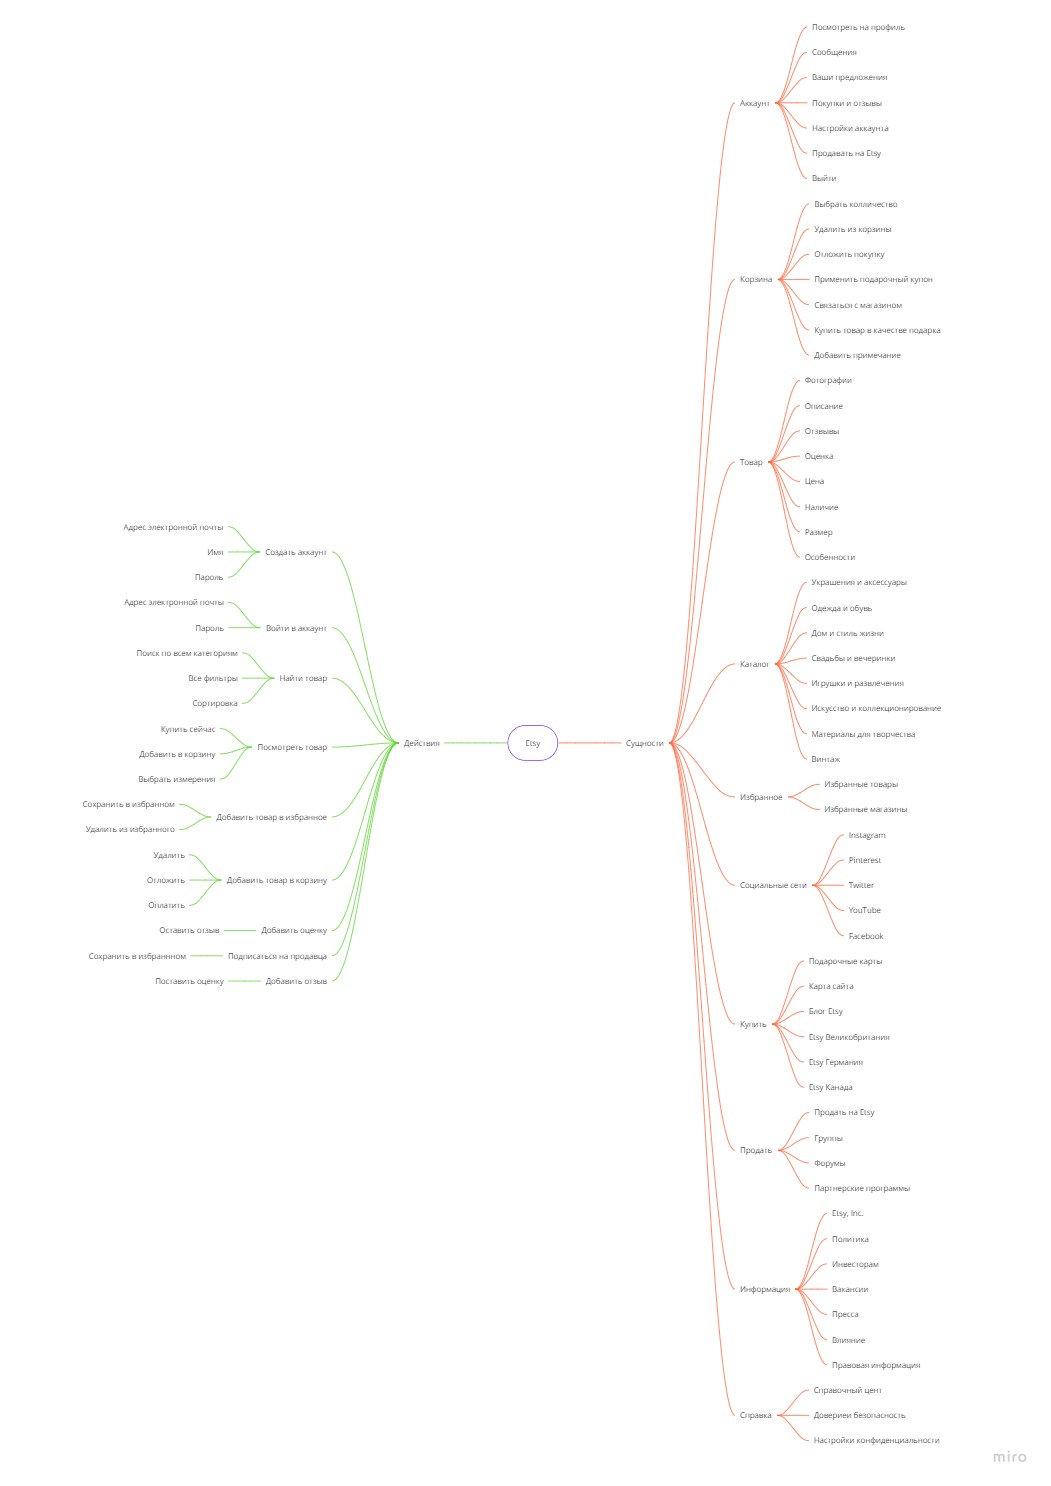 Etsy
Действия
Создать аккаунт
Адрес электронной почты
Имя
Пароль
Войти в аккаунт
Адрес электронной почты
Пароль
Найти товар
Поиск по всем категориям
Все фильтры
Сортировка
Посмотреть товар
Купить сейчас
Добавить в корзину
Выбрать измерения
Добавить товар в избранное
Сохранить в избранном
Удалить из избранного
Добавить товар в корзину
Удалить
Отложить
Оплатить
Добавить оценку
Оставить отзыв
Подписаться на продавца
Сохранить в избраннном
Добавить отзыв
Поставить оценку
Сущности
Аккаунт
Посмотреть на профиль
Сообщения
Ваши предложения
Покупки и отзывы
Настройки аккаунта
Продавать на Etsy
Выйти
Корзина
Выбрать колличество
Удалить из корзины
Отложить покупку
Применить подарочный купон
Связаться с магазином
Купить товар в качестве подарка
Добавить примечание
Товар
Фотографии
Описание
Отзвывы
Оценка
Цена
Наличие
Размер
Особенности
Каталог
Украшения и аксессуары
Одежда и обувь
Дом и стиль жизни
Свадьбы и вечеринки
Игрушки и развлечения
Искусство и коллекционирование
Материалы для творчества
Винтаж
Избранное
Избранные товары
Избранные магазины
Социальные сети
Instagram
Pinterest
Twitter
YouTube
Facebook
Купить
Подарочные карты
Карта сайта
Блог Etsy
Etsy Великобритания
Etsy Германия
Etsy Канада
Продать
Продать на Etsy
Группы
Форумы
Партнерские программы
Информация
Etsy, Inc.
Политика
Инвесторам
Вакансии
Пресса
Влияние
Правовая информация
Справка
Справочный цент
Довериеи безопасность
Настройки конфиденциальности
miro